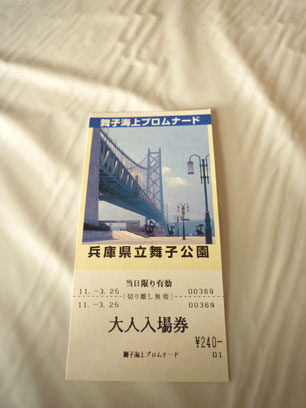 舞子海上プロムナード
兵庫県立舞子公園
当日限り有効
11.-3.25 00369
(切り離し無効)
11.-3.25 00369
大人入場券
¥240-
舞子海上プロムナード 01